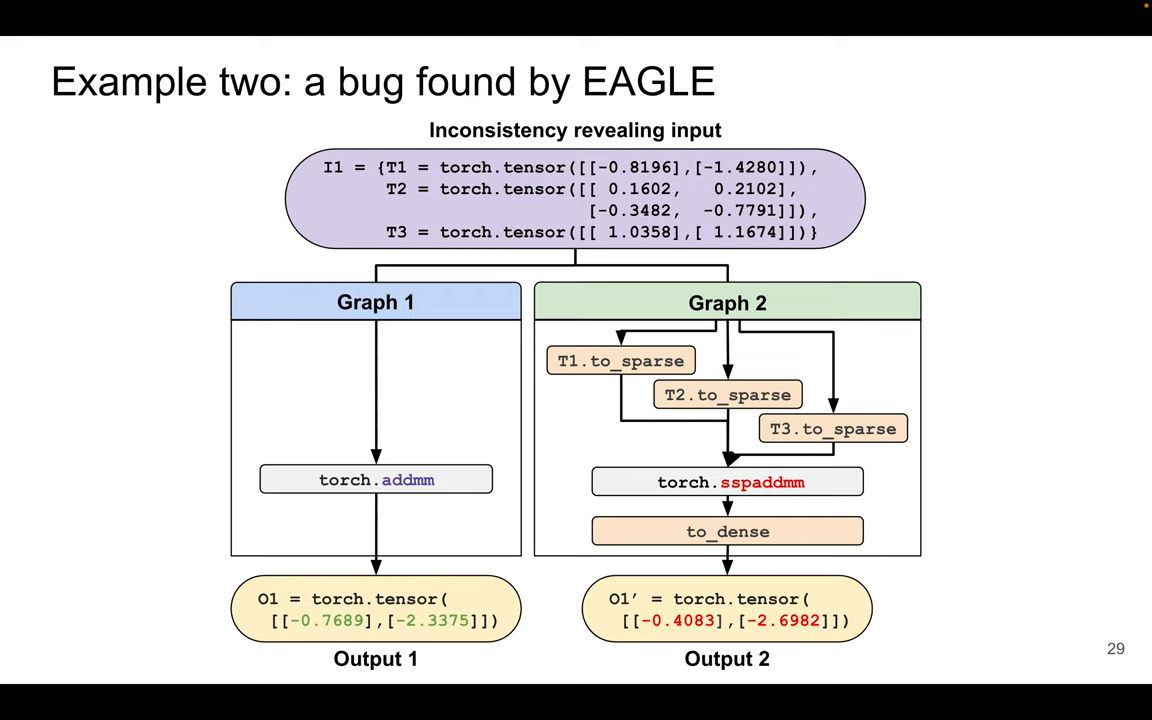 Example two: a bug found by EAGLE
Inconsistency revealing input
I1 = {T1 = torch.tensor([[-0.8196],[-1.4280]]),
T2 = torch.tensor([[ 0.1602, 0.2102],
[-0.3482, -0.7791]]),
T3 = torch.tensor([[ 1.0358],[ 1.1674]])}
Graph 1
torch.addmm
O1 = torch.tensor(
[[-0.7689],[-2.3375]])
Output 1
Graph 2
T1.to_sparse
T2.to_sparse
T3.to_sparse
torch.sspaddmm
to_dense
O1’ = torch.tensor(
[[-0.4083],[-2.6982]])
Output 2
29